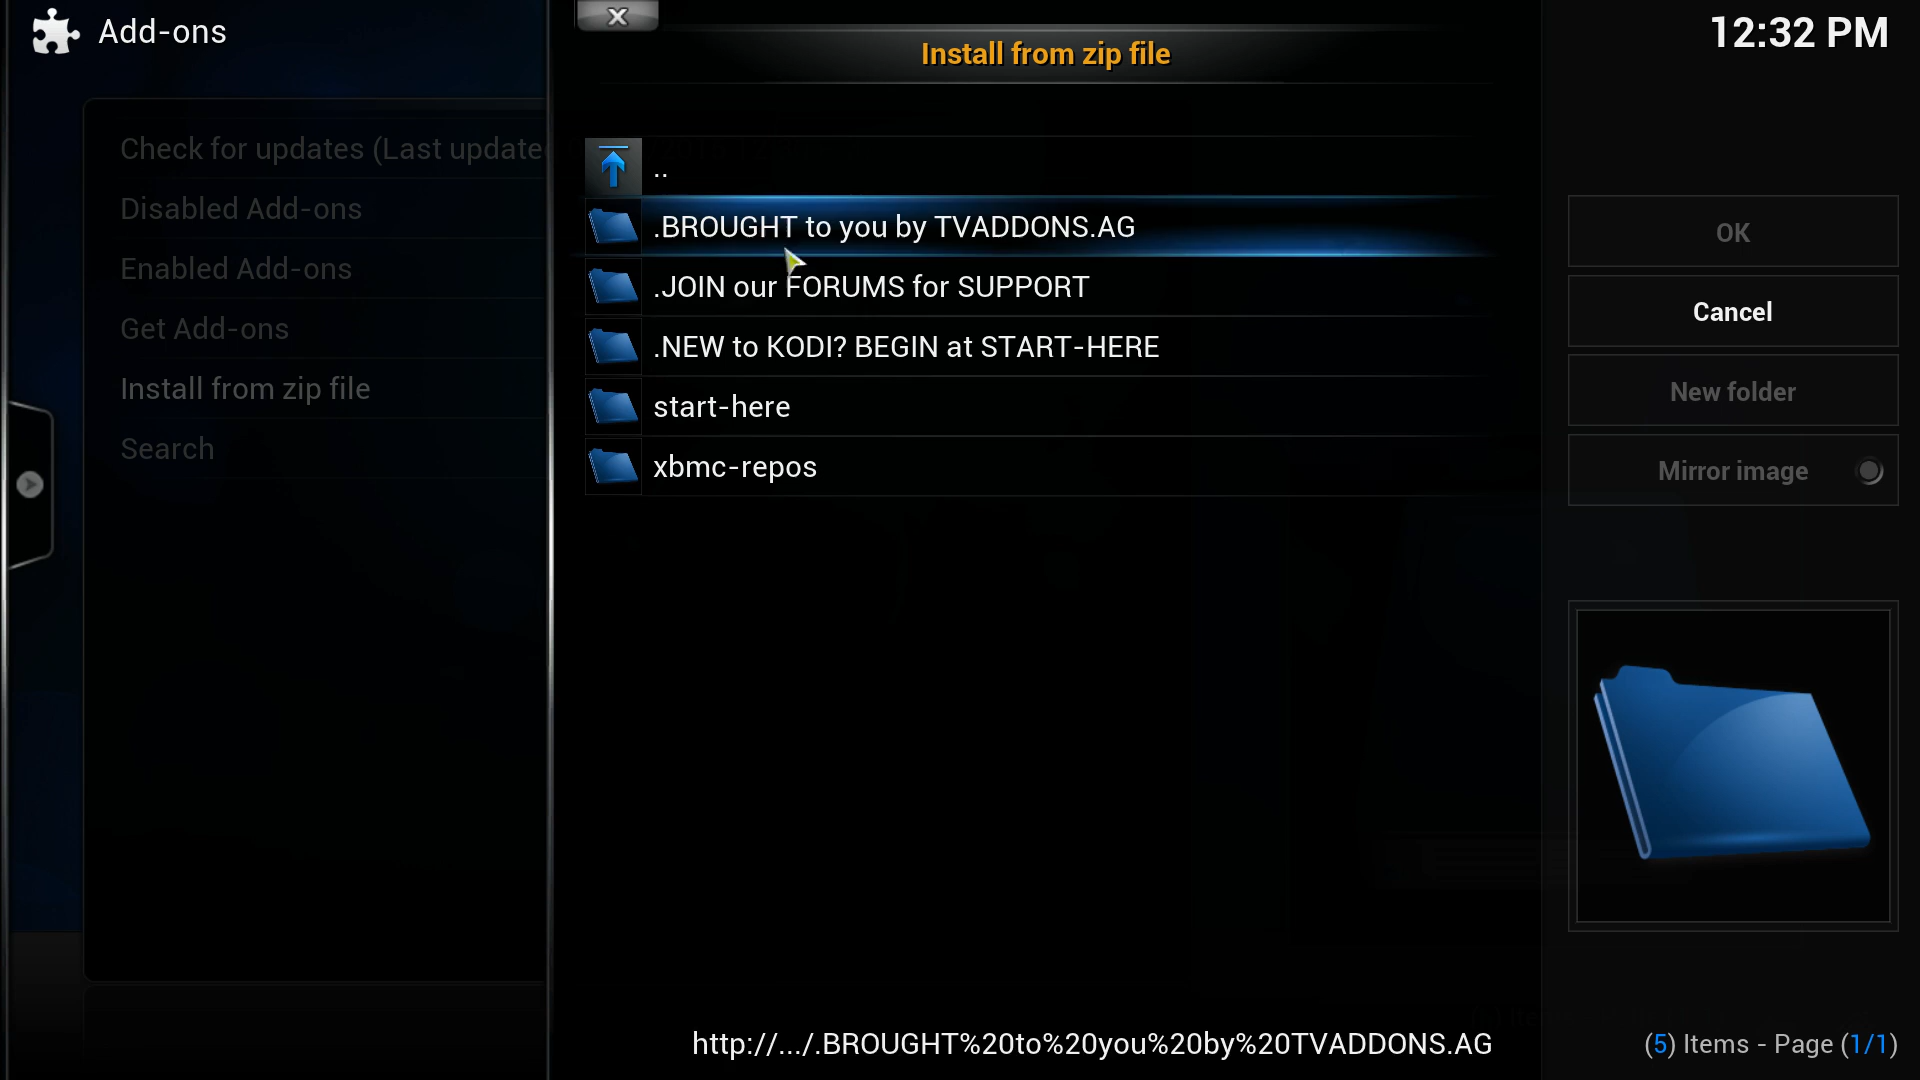 Add-ons
Install from zip file
12:32 PM
Check for updates (Last update
Disabled Add-ons
Enabled Add-ons
Get Add-ons
Install from zip file
Search
..
.BROUGHT to you by TVADDONS.AG
.JOIN our FORUMS for SUPPORT
.NEW to KODI? BEGIN at START-HERE
start-here
xbmc-repos
OK
Cancel
New folder
Mirror image
http://.../.BROUGHT%20to%20you%20by%20TVADDONS.AG
(5) Items - Page (1/1)